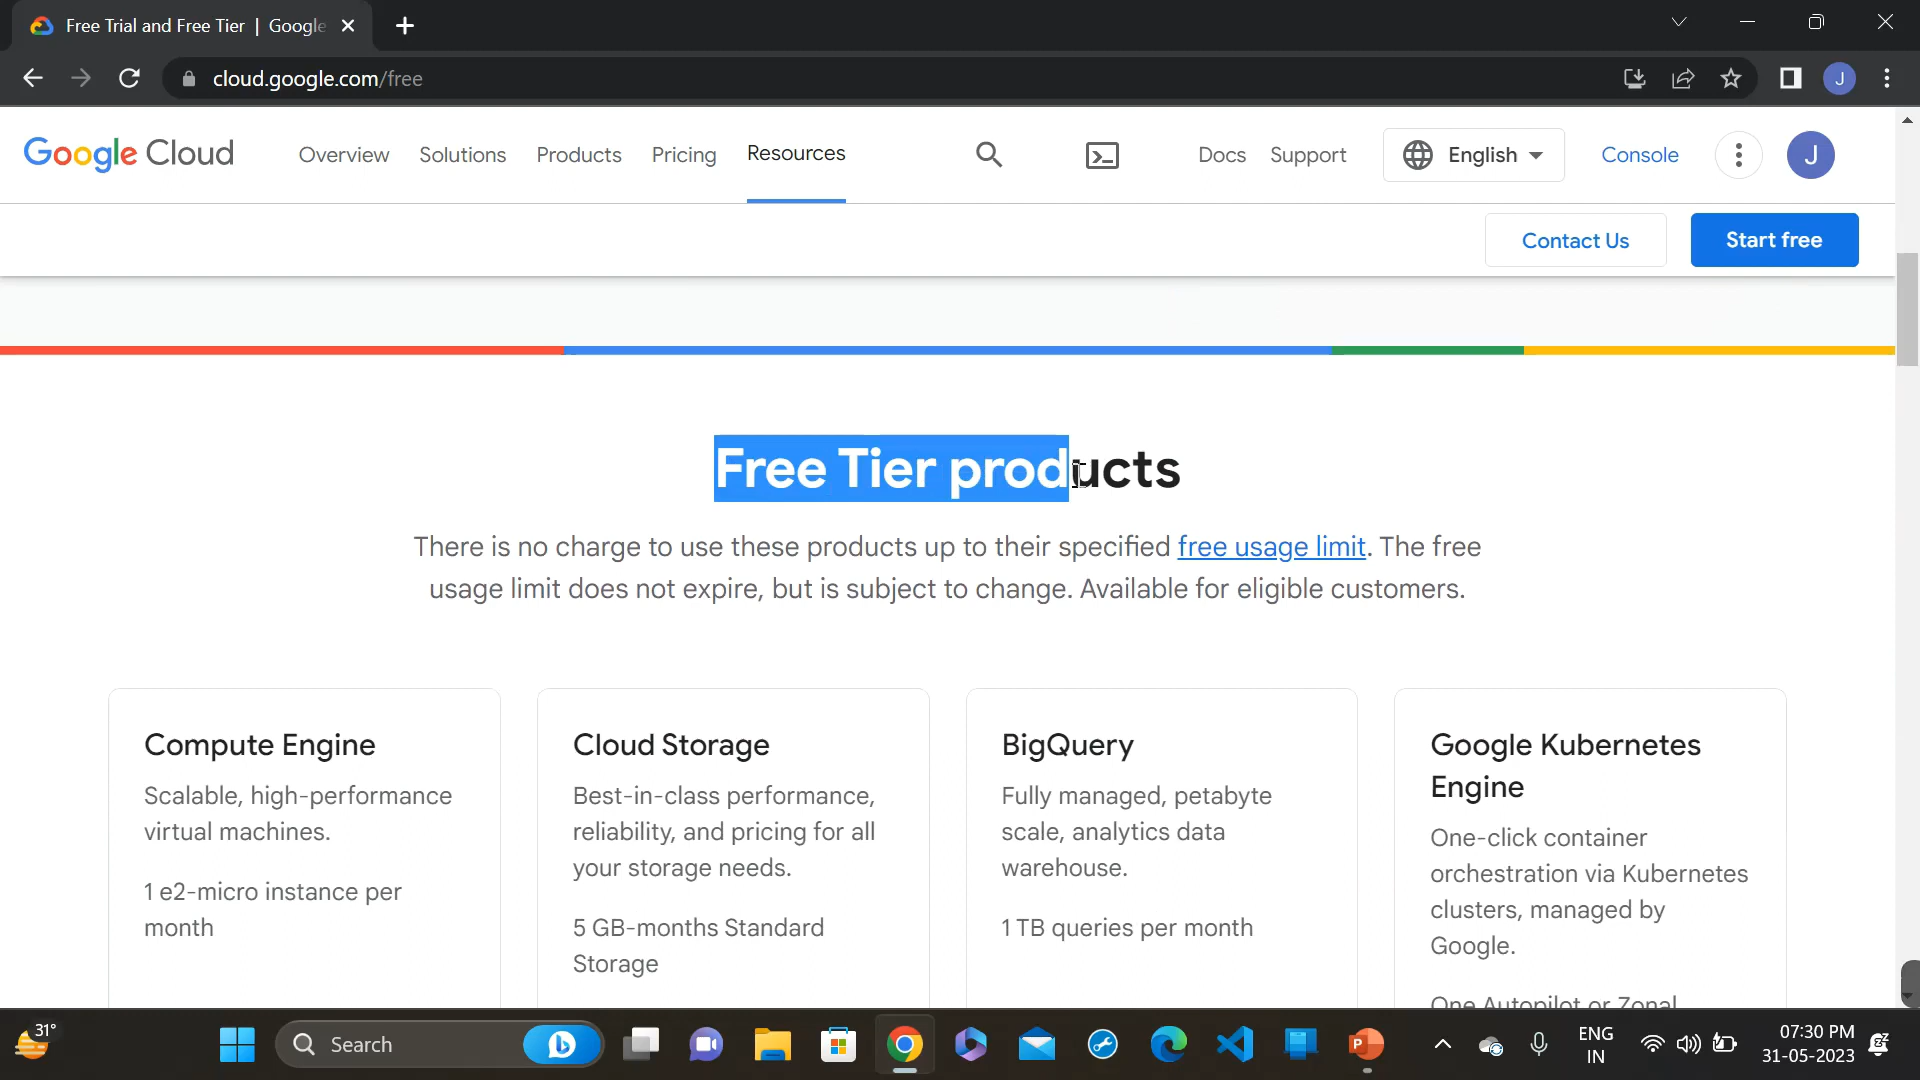 Free Trial and Free Tier | Google
cloud.google.com/free
J
Google Cloud
Overview
Solutions
Products
Pricing
Resources
Docs
Support
English
Console
J
Contact Us
Start free
Free Tier products
There is no charge to use these products up to their specified free usage limit. The free
usage limit does not expire, but is subject to change. Available for eligible customers.
Compute Engine
Scalable, high-performance
virtual machines.
1 e2-micro instance per
month
Cloud Storage
Best-in-class performance,
reliability, and pricing for all
your storage needs.
5 GB-months Standard
Storage
BigQuery
Fully managed, petabyte
scale, analytics data
warehouse.
1 TB queries per month
Google Kubernetes
Engine
One-click container
orchestration via Kubernetes
clusters, managed by
Google.
One Autopilot or Zonal
31°
Search
ENG
IN
07:30 PM
31-05-2023